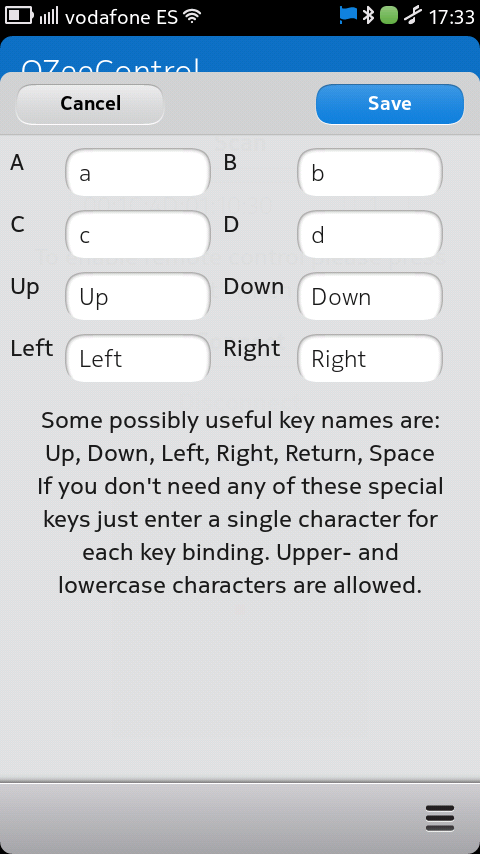 vodafone ES 17:33
OZeeControl
Cancel Save
Scan
A a B b
C c D d
Up Up Down Down
Left Left Right Right
Some possibly useful key names are:
Up, Down, Left, Right, Return, Space
If you don't need any of these special
keys just enter a single character for
each key binding. Upper- and
lowercase characters are allowed.